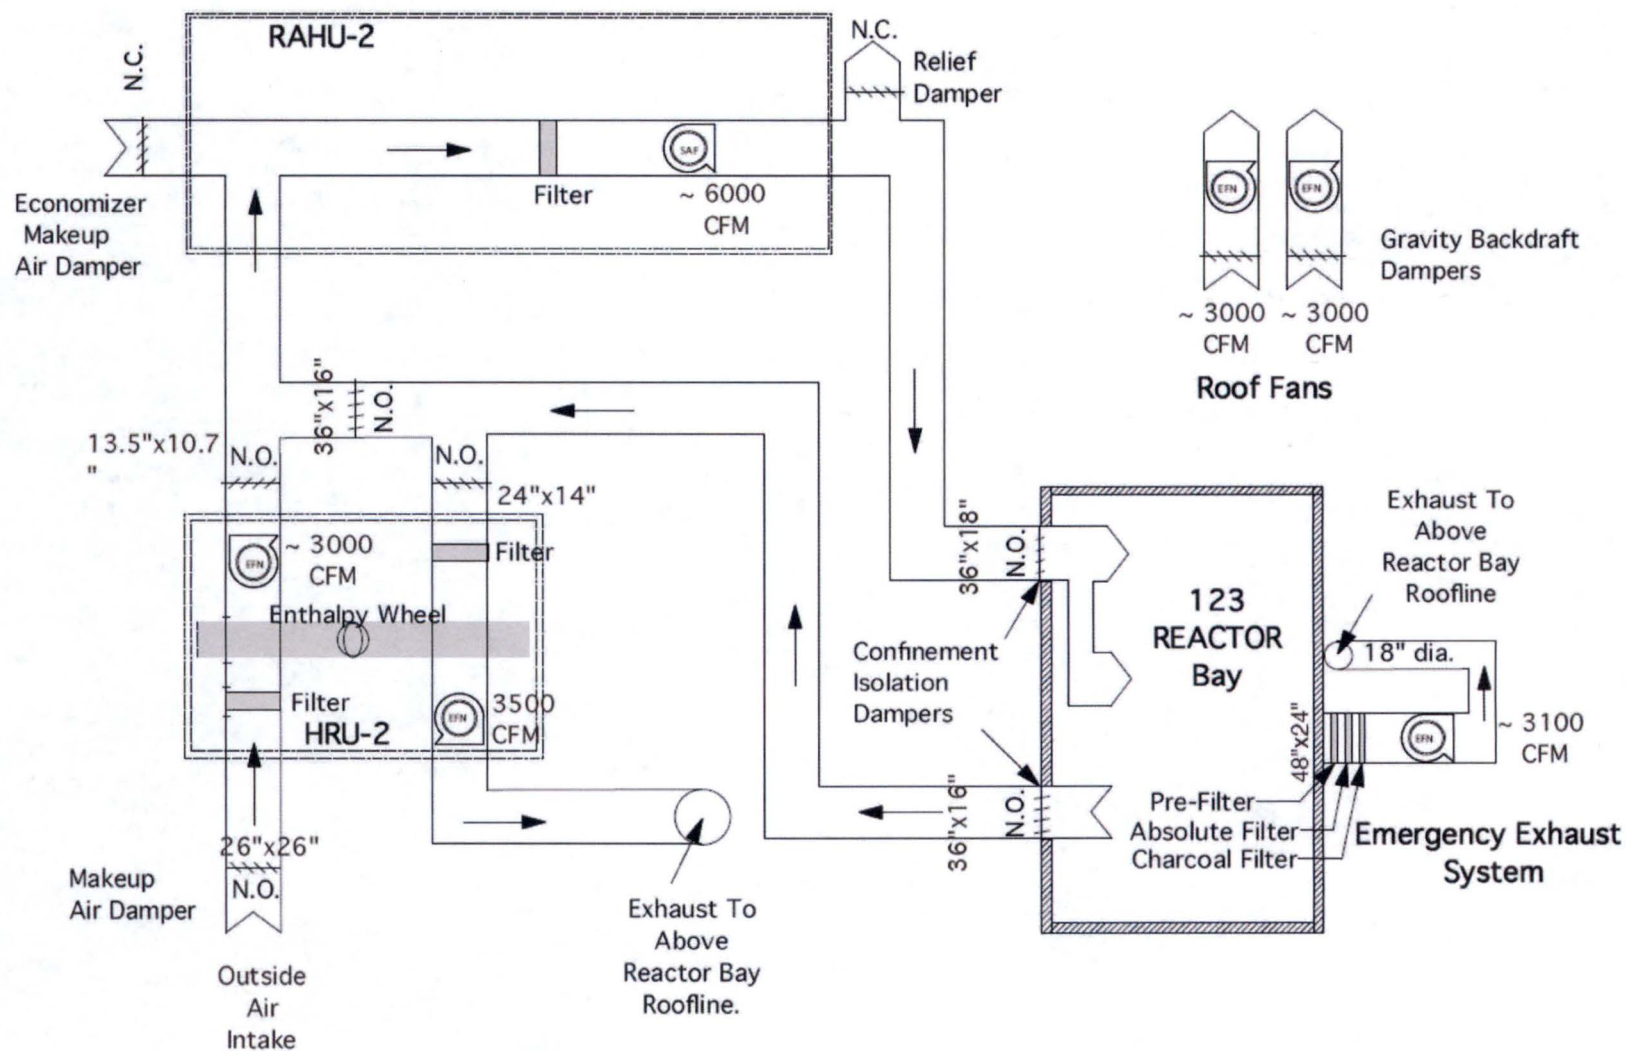 RAHU-2
N.C.
N.C.
Relief
Damper
SAF
Filter
~ 6000
CFM
Economizer
Makeup
Air Damper
EFN
EFN
Gravity Backdraft
Dampers
~ 3000
CFM
~ 3000
CFM
Roof Fans
36"x16"
N.O.
13.5"x10.7
"
N.O.
N.O.
24"x14"
EFN
~ 3000
CFM
Filter
Enthalpy Wheel
Filter
HRU-2
EFN
3500
CFM
26"x26"
N.O.
Makeup
Air Damper
Outside
Air
Intake
Exhaust To
Above
Reactor Bay
Roofline.
36"x18"
N.O.
Confinement
Isolation
Dampers
36"x16"
N.O.
123
REACTOR
Bay
Exhaust To
Above
Reactor Bay
Roofline
18" dia.
48"x24"
EFN
~ 3100
CFM
Pre-Filter
Absolute Filter
Charcoal Filter
Emergency Exhaust
System